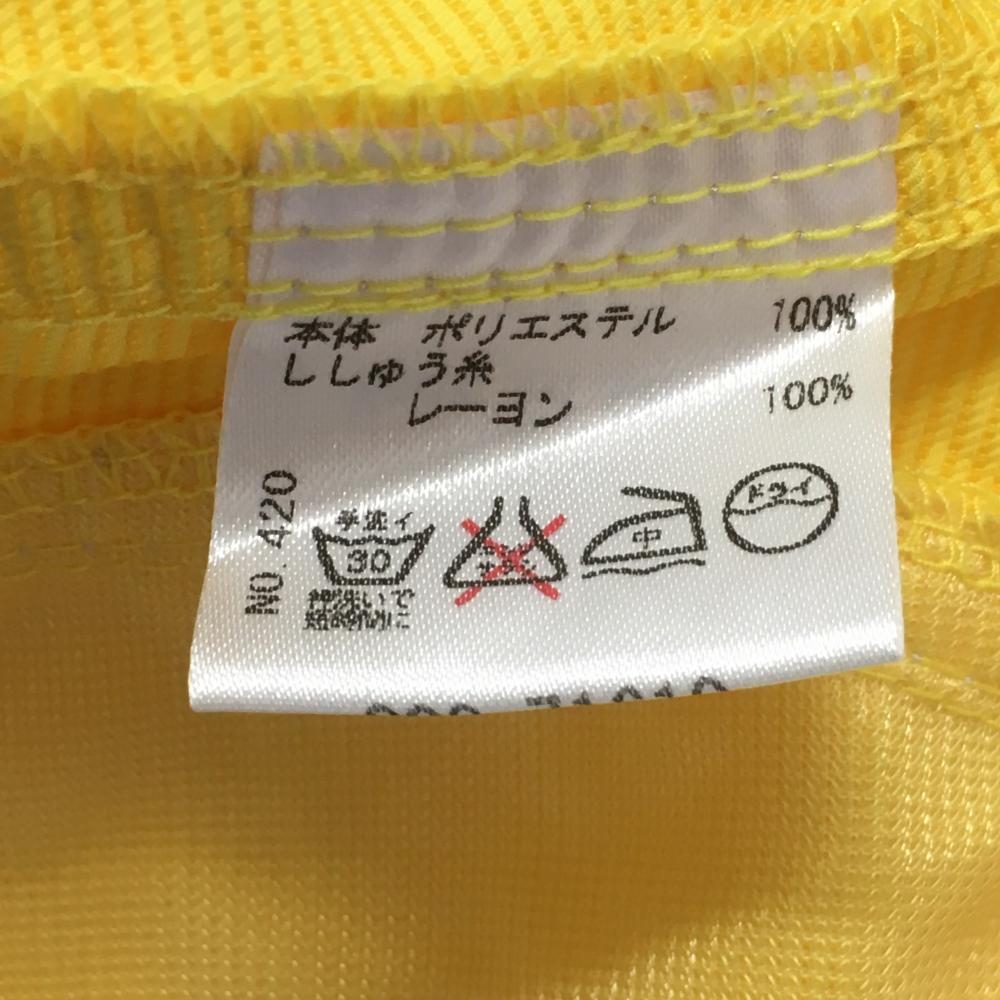 本体 ポリエステル 100%
ししゅう糸
レーヨン 100%
NO. 420
手洗イ
30
押洗いで
短時間に
中
ドライ